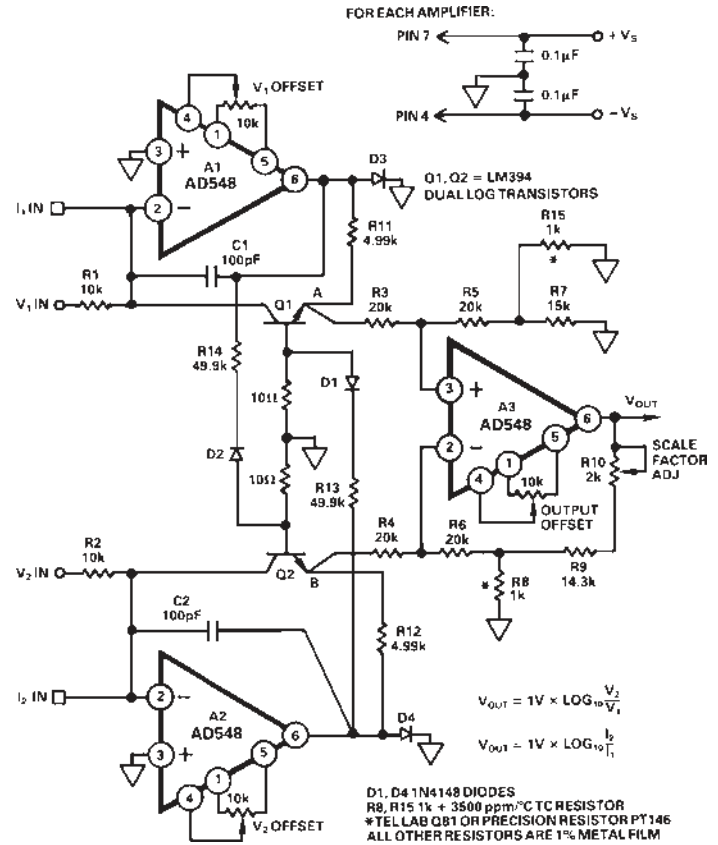 FOR EACH AMPLIFIER:
PIN 7
+ VS
0.1µF
0.1µF
PIN 4
− VS
V1 OFFSET
10k
4
1
5
3
+
A1
AD548
6
2
−
D3
Q1, Q2 = LM394
DUAL LOG TRANSISTORS
I1 IN
R11
4.99k
C1
100pF
R15
1k
*
R1
10k
V1 IN
Q1
A
R3
20k
R5
20k
R7
15k
R14
49.9k
D1
10Ω
3
+
A3
AD548
6
VOUT
2
−
5
1
4
10k
OUTPUT
OFFSET
R10
2k
SCALE
FACTOR
ADJ
D2
10Ω
R13
49.9k
R2
10k
V2 IN
Q2
B
R4
20k
R6
20k
R9
14.3k
*
R8
1k
C2
100pF
R12
4.99k
I2 IN
2
−
A2
AD548
6
3
+
5
1
4
10k
V2 OFFSET
D4
VOUT = 1V × LOG10 V2/V1
VOUT = 1V × LOG10 I2/I1
D1, D4 1N4148 DIODES
R8, R15 1k + 3500 ppm/°C TC RESISTOR
*TEL LAB Q81 OR PRECISION RESISTOR PT146
ALL OTHER RESISTORS ARE 1% METAL FILM